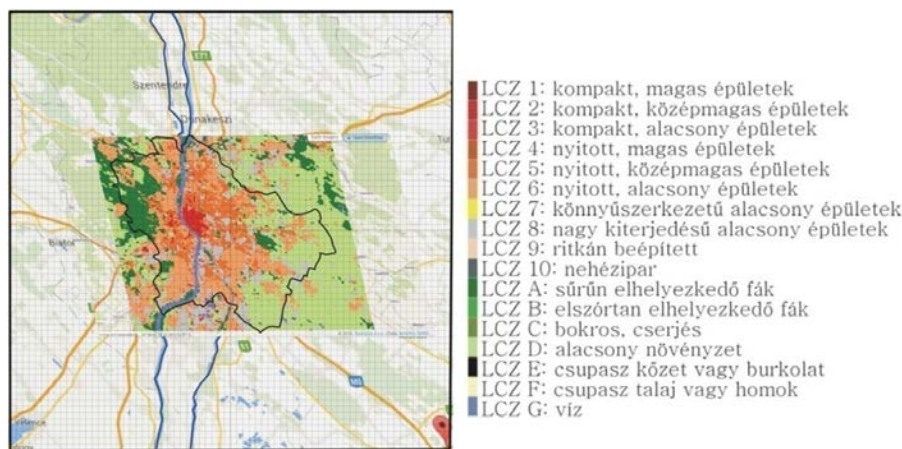 E77
Szentendre
Dunakeszi
LCZ 1: kompakt, magas épületek
LCZ 2: kompakt, középmagas épületek
LCZ 3: kompakt, alacsony épületek
LCZ 4: nyitott, magas épületek
LCZ 5: nyitott, középmagas épületek
LCZ 6: nyitott, alacsony épületek
LCZ 7: könnyűszerkezetű alacsony épületek
LCZ 8: nagy kiterjedésű alacsony épületek
LCZ 9: ritkán beépített
LCZ 10: nehézipar
LCZ A: sűrűn elhelyezkedő fák
LCZ B: elszórtan elhelyezkedő fák
LCZ C: bokros, cserjés
LCZ D: alacsony növényzet
LCZ E: csupasz kőzet vagy burkolat
LCZ F: csupasz talaj vagy homok
LCZ G: víz